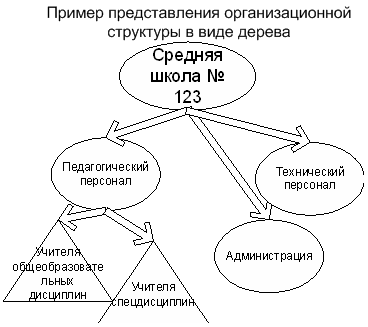 Пример представления организационной
структуры в виде дерева
Средняя
школа №
123
Педагогический
персонал
Технический
персонал
Администрация
Учителя
общеобразовате
льных
дисциплин
Учителя
спецдисциплин